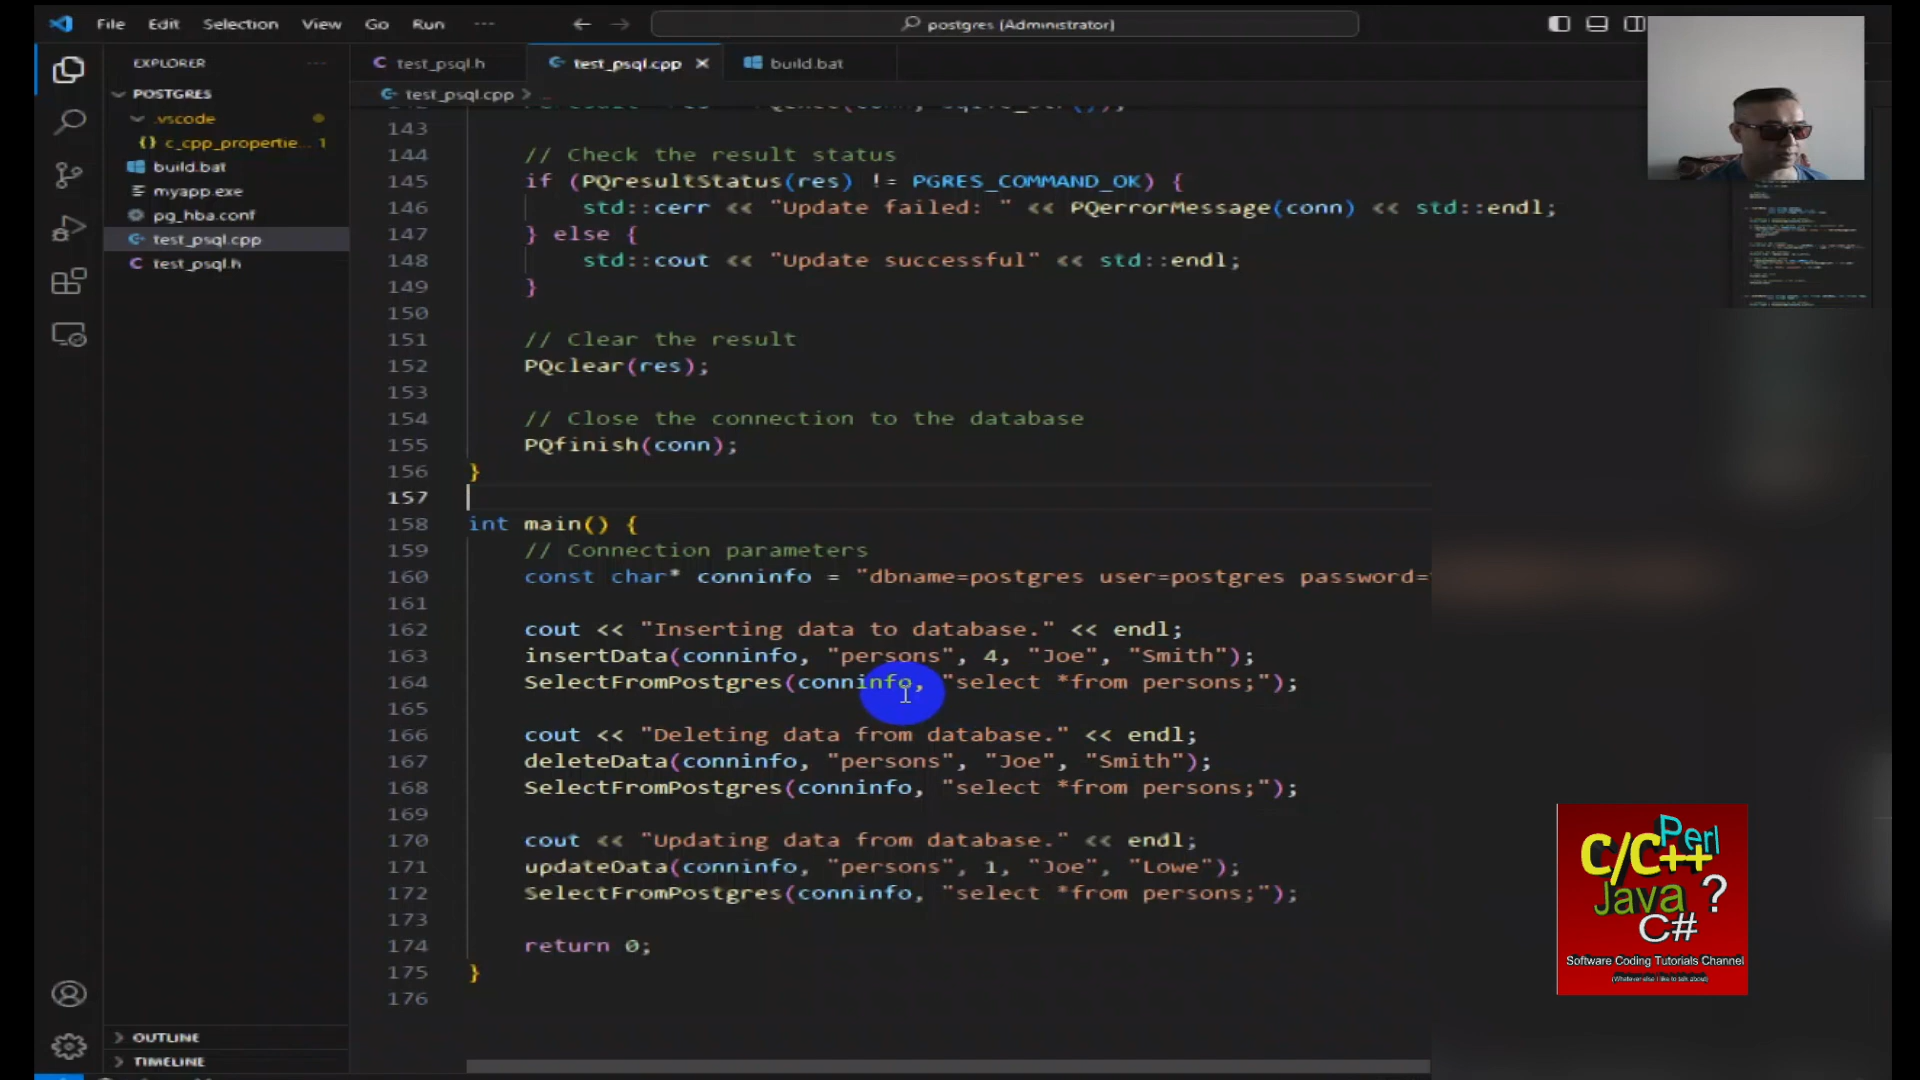 File Edit Selection View Go Run ··· postgres [Administrator]
EXPLORER ···
POSTGRES
.vscode
{} c_cpp_propertie... 1
build.bat
myapp.exe
pg_hba.conf
test_psql.cpp
test_psql.h
OUTLINE
TIMELINE
test_psql.h test_psql.cpp build.bat
test_psql.cpp > ...
143
144 // Check the result status
145 if (PQresultStatus(res) != PGRES_COMMAND_OK) {
146 std::cerr << "Update failed: " << PQerrorMessage(conn) << std::endl;
147 } else {
148 std::cout << "Update successful" << std::endl;
149 }
150
151 // Clear the result
152 PQclear(res);
153
154 // Close the connection to the database
155 PQfinish(conn);
156 }
157
158 int main() {
159 // Connection parameters
160 const char* conninfo = "dbname=postgres user=postgres password=
161
162 cout << "Inserting data to database." << endl;
163 insertData(conninfo, "persons", 4, "Joe", "Smith");
164 SelectFromPostgres(conninfo, "select *from persons;");
165
166 cout << "Deleting data from database." << endl;
167 deleteData(conninfo, "persons", "Joe", "Smith");
168 SelectFromPostgres(conninfo, "select *from persons;");
169
170 cout << "Updating data from database." << endl;
171 updateData(conninfo, "persons", 1, "Joe", "Lowe");
172 SelectFromPostgres(conninfo, "select *from persons;");
173
174 return 0;
175 }
176
C/C++ Perl
Java ?
C#
Software Coding Tutorials Channel
(Whatever else I like to talk about)